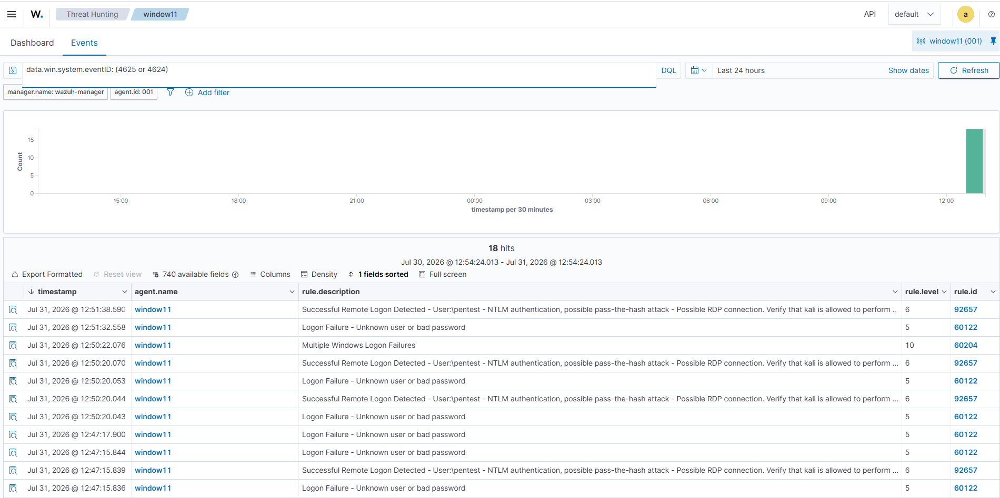 W. Threat Hunting window11 API default a
Dashboard Events window11 (001)
data.win.system.eventID: (4625 or 4624) DQL Last 24 hours Show dates Refresh
manager.name: wazuh-manager agent.id: 001 Add filter
Count
15
10
5
0
15:00 18:00 21:00 00:00 03:00 06:00 09:00 12:00
timestamp per 30 minutes
18 hits
Jul 30, 2026 @ 12:54:24.013 - Jul 31, 2026 @ 12:54:24.013
Export Formatted Reset view 740 available fields Columns Density 1 fields sorted Full screen
timestamp agent.name rule.description rule.level rule.id
Jul 31, 2026 @ 12:51:38.590 window11 Successful Remote Logon Detected - User:\pentest - NTLM authentication, possible pass-the-hash attack - Possible RDP connection. Verify that kali is allowed to perform ... 6 92657
Jul 31, 2026 @ 12:51:32.558 window11 Logon Failure - Unknown user or bad password 5 60122
Jul 31, 2026 @ 12:50:22.076 window11 Multiple Windows Logon Failures 10 60204
Jul 31, 2026 @ 12:50:20.070 window11 Successful Remote Logon Detected - User:\pentest - NTLM authentication, possible pass-the-hash attack - Possible RDP connection. Verify that kali is allowed to perform ... 6 92657
Jul 31, 2026 @ 12:50:20.053 window11 Logon Failure - Unknown user or bad password 5 60122
Jul 31, 2026 @ 12:50:20.044 window11 Successful Remote Logon Detected - User:\pentest - NTLM authentication, possible pass-the-hash attack - Possible RDP connection. Verify that kali is allowed to perform ... 6 92657
Jul 31, 2026 @ 12:50:20.043 window11 Logon Failure - Unknown user or bad password 5 60122
Jul 31, 2026 @ 12:47:17.900 window11 Logon Failure - Unknown user or bad password 5 60122
Jul 31, 2026 @ 12:47:15.844 window11 Logon Failure - Unknown user or bad password 5 60122
Jul 31, 2026 @ 12:47:15.839 window11 Successful Remote Logon Detected - User:\pentest - NTLM authentication, possible pass-the-hash attack - Possible RDP connection. Verify that kali is allowed to perform ... 6 92657
Jul 31, 2026 @ 12:47:15.836 window11 Logon Failure - Unknown user or bad password 5 60122